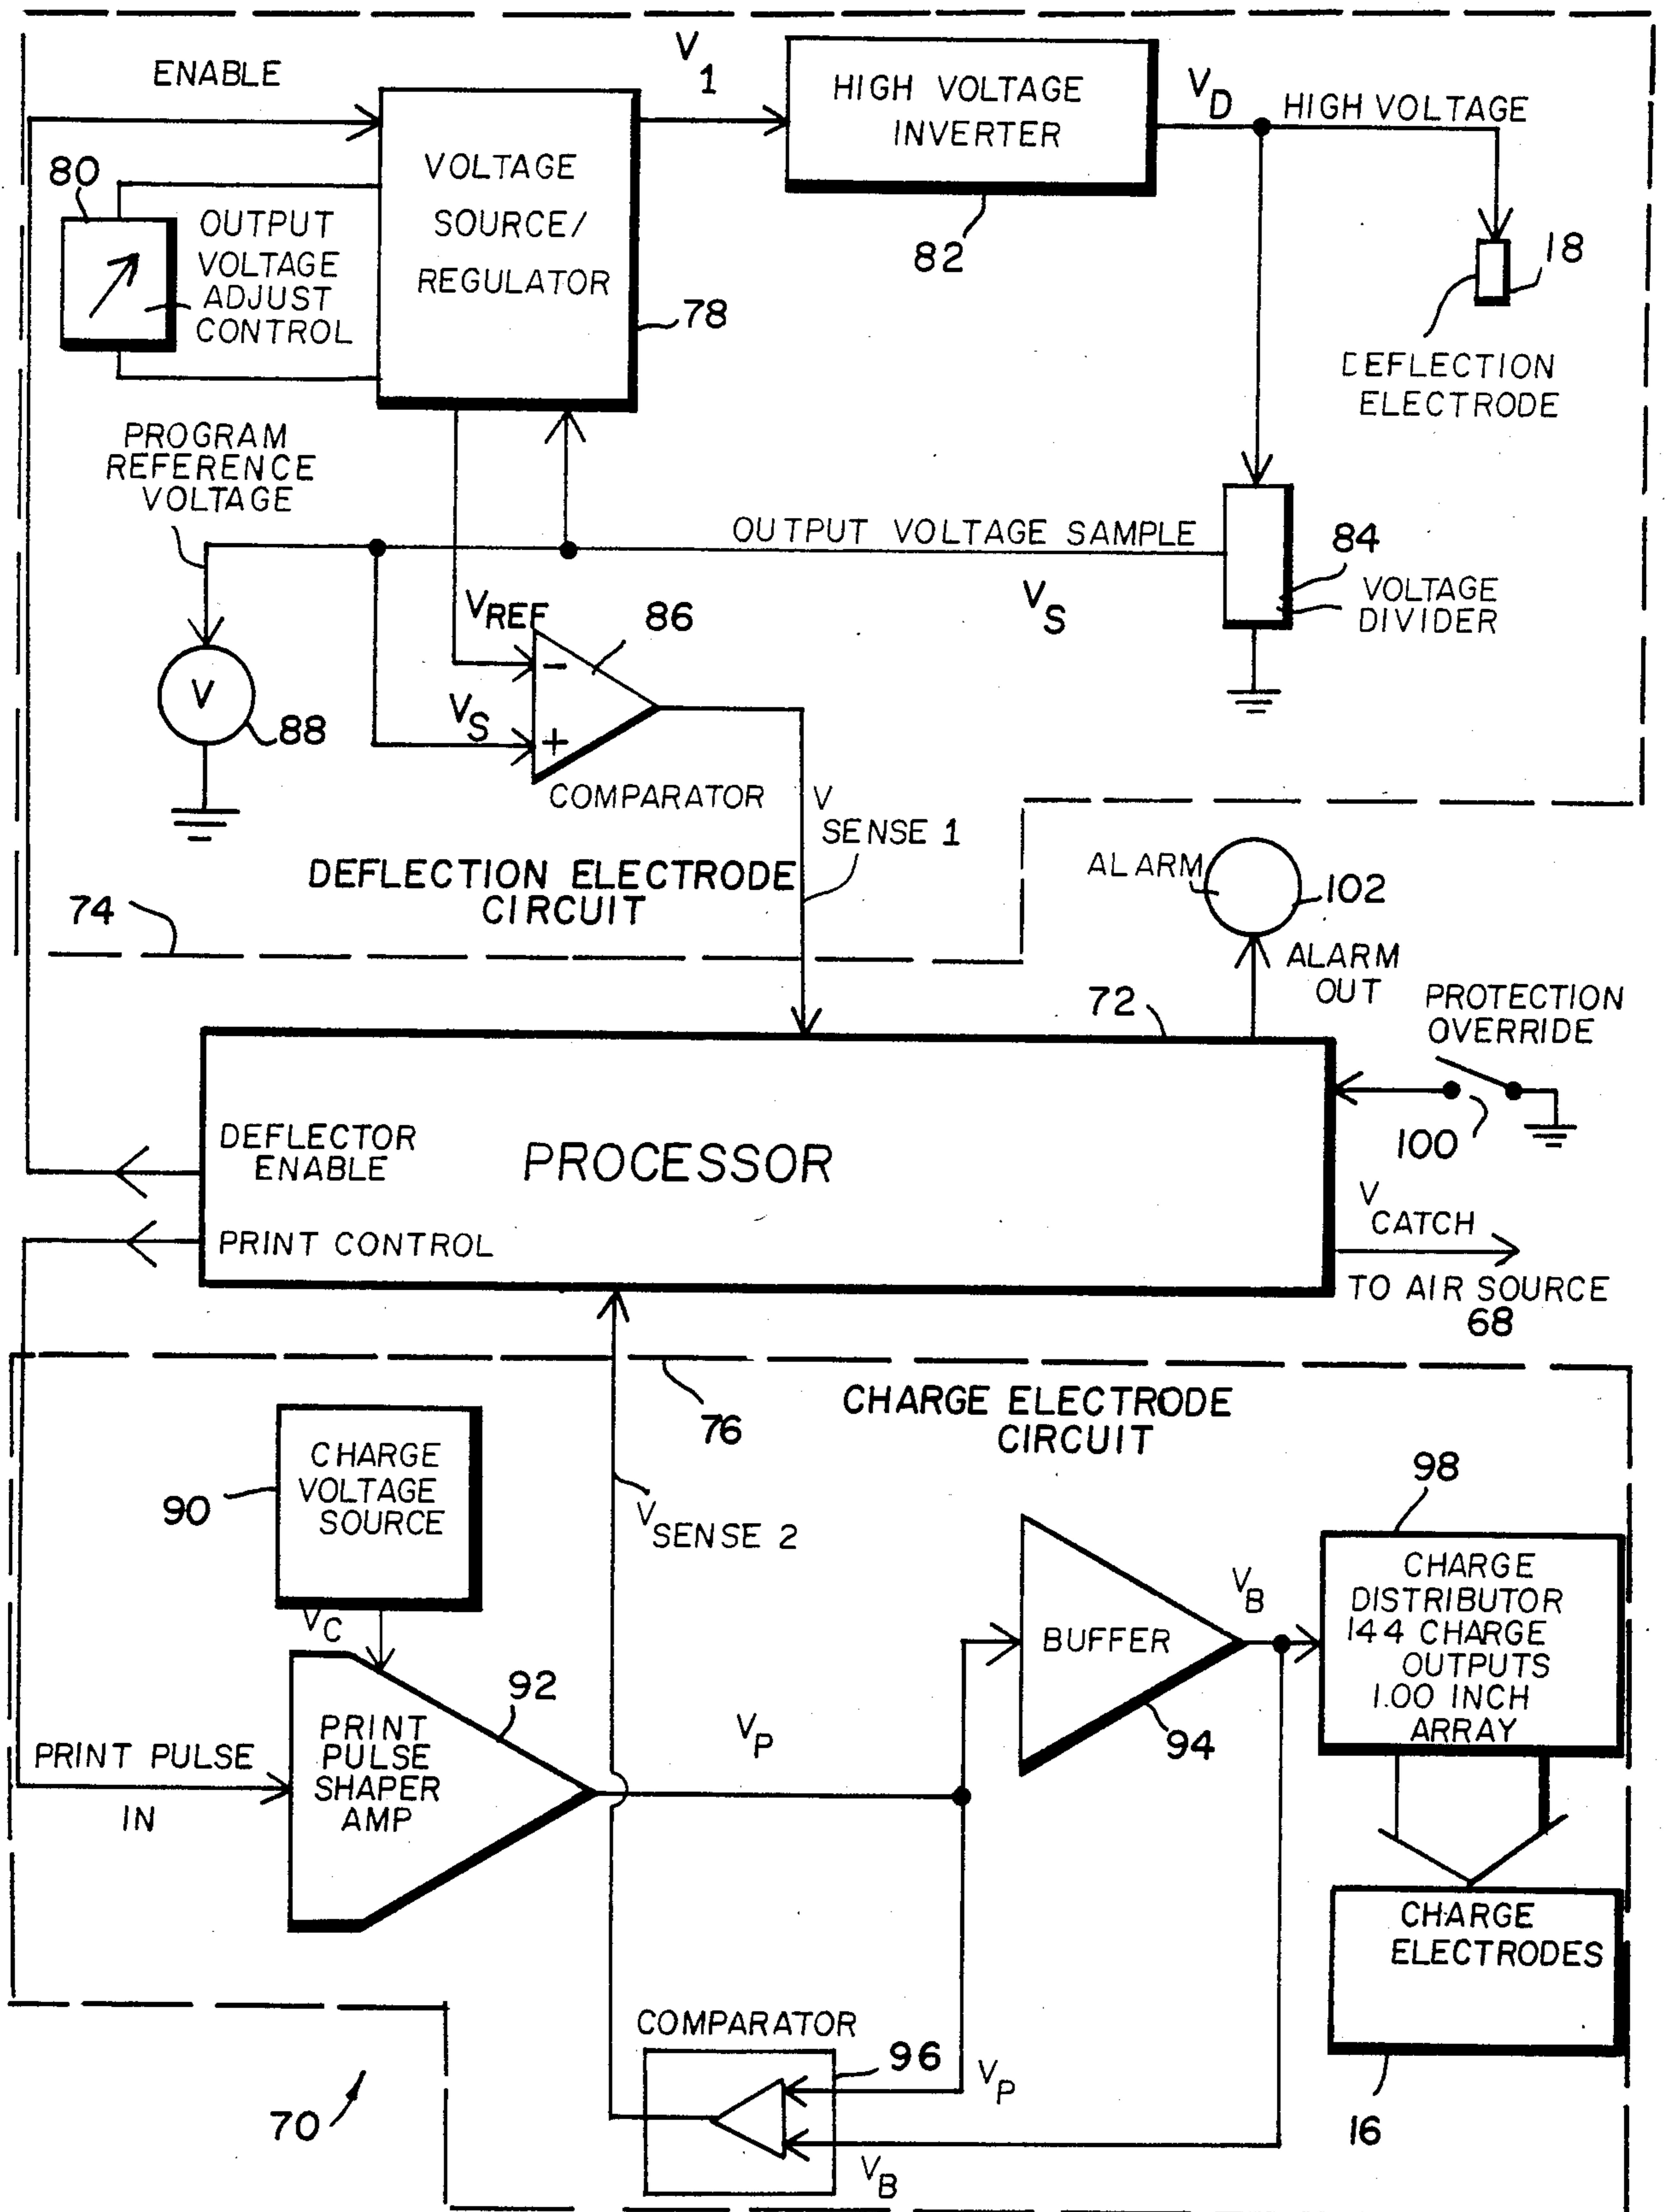 ENABLE
V
1
HIGH VOLTAGE
INVERTER
V
D
HIGH VOLTAGE
80
OUTPUT
VOLTAGE
ADJUST
CONTROL
VOLTAGE
SOURCE/
REGULATOR
78
82
18
DEFLECTION
ELECTRODE
PROGRAM
REFERENCE
VOLTAGE
OUTPUT VOLTAGE SAMPLE
V
S
84
VOLTAGE
DIVIDER
VREF
86
−
VS
+
V
88
COMPARATOR
V
SENSE 1
DEFLECTION ELECTRODE
CIRCUIT
74
ALARM
102
ALARM
OUT
72
PROTECTION
OVERRIDE
100
DEFLECTOR
ENABLE
PROCESSOR
PRINT CONTROL
V
CATCH
TO AIR SOURCE
68
76
CHARGE ELECTRODE
CIRCUIT
CHARGE
VOLTAGE
SOURCE
90
VSENSE 2
VC
98
CHARGE
DISTRIBUTOR
144 CHARGE
OUTPUTS
1.00 INCH
ARRAY
VB
BUFFER
94
92
PRINT
PULSE
SHAPER
AMP
PRINT PULSE
IN
VP
CHARGE
ELECTRODES
16
COMPARATOR
96
VP
VB
70